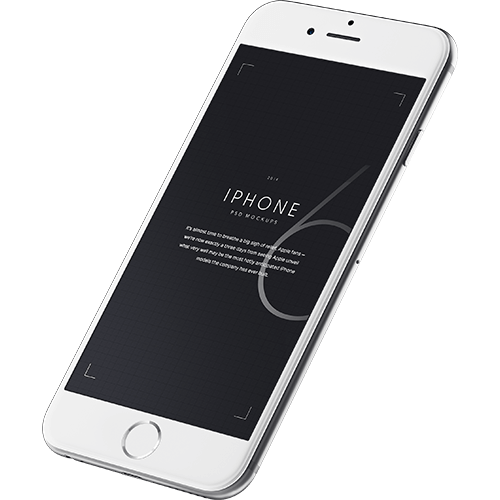 2014
IPHONE
PSD MOCKUPS
It's almost time to breathe a big sigh of relief, Apple fans —
we're now exactly a three days from seeing Apple unveil
what very well may be the most hotly anticipated iPhone
models the company has ever built.
6